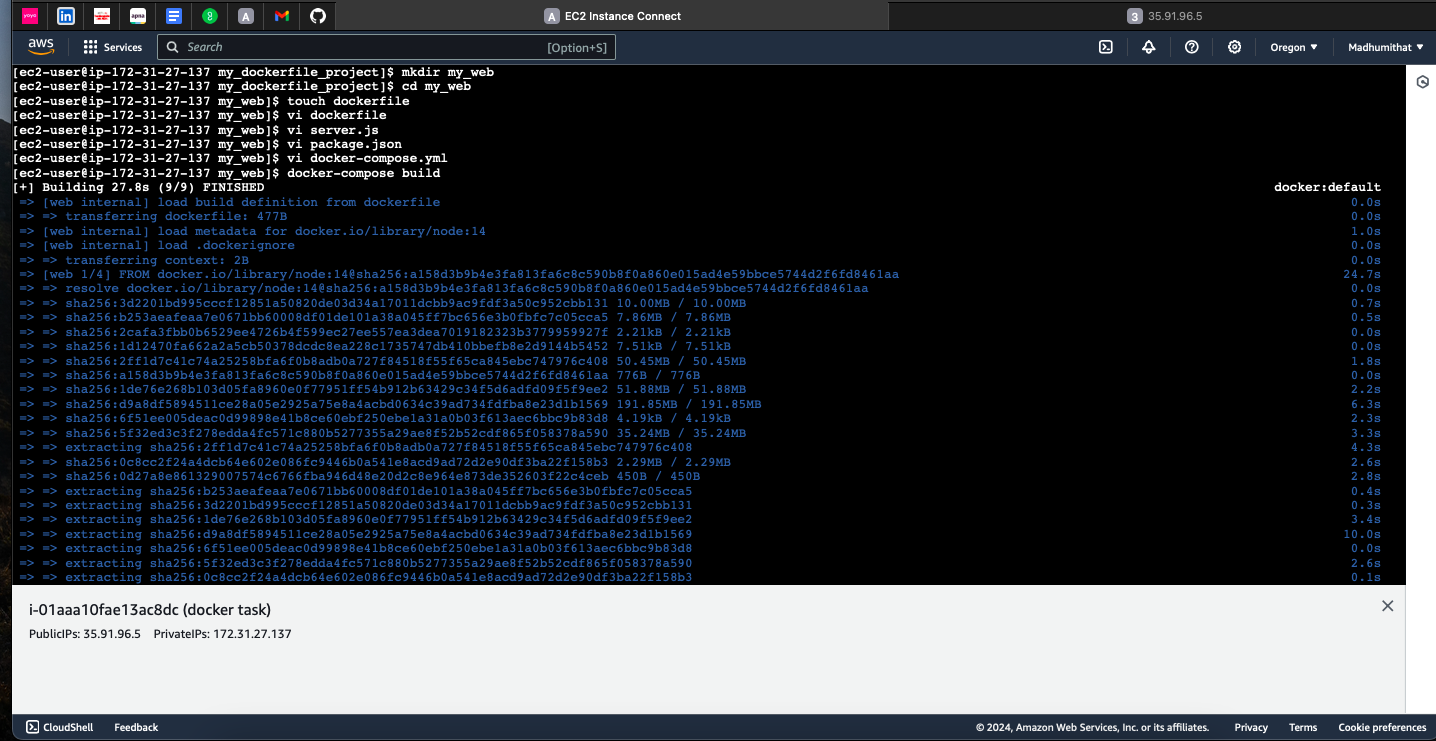 yoyo
in
apna
A
A EC2 Instance Connect
3 35.91.96.5
aws
Services
Search [Option+S]
Oregon ▼
Madhumithat ▼
[ec2-user@ip-172-31-27-137 my_dockerfile_project]$ mkdir my_web
[ec2-user@ip-172-31-27-137 my_dockerfile_project]$ cd my_web
[ec2-user@ip-172-31-27-137 my_web]$ touch dockerfile
[ec2-user@ip-172-31-27-137 my_web]$ vi dockerfile
[ec2-user@ip-172-31-27-137 my_web]$ vi server.js
[ec2-user@ip-172-31-27-137 my_web]$ vi package.json
[ec2-user@ip-172-31-27-137 my_web]$ vi docker-compose.yml
[ec2-user@ip-172-31-27-137 my_web]$ docker-compose build
[+] Building 27.8s (9/9) FINISHED docker:default
=> [web internal] load build definition from dockerfile 0.0s
=> => transferring dockerfile: 477B 0.0s
=> [web internal] load metadata for docker.io/library/node:14 1.0s
=> [web internal] load .dockerignore 0.0s
=> => transferring context: 2B 0.0s
=> [web 1/4] FROM docker.io/library/node:14@sha256:a158d3b9b4e3fa813fa6c8c590b8f0a860e015ad4e59bbce5744d2f6fd8461aa 24.7s
=> => resolve docker.io/library/node:14@sha256:a158d3b9b4e3fa813fa6c8c590b8f0a860e015ad4e59bbce5744d2f6fd8461aa 0.0s
=> => sha256:3d2201bd995cccf12851a50820de03d34a17011dcbb9ac9fdf3a50c952cbb131 10.00MB / 10.00MB 0.7s
=> => sha256:b253aeafeaa7e0671bb60008df01de101a38a045ff7bc656e3b0fbfc7c05cca5 7.86MB / 7.86MB 0.5s
=> => sha256:2cafa3fbb0b6529ee4726b4f599ec27ee557ea3dea7019182323b3779959927f 2.21kB / 2.21kB 0.0s
=> => sha256:1d12470fa662a2a5cb50378dcdc8ea228c1735747db410bbefb8e2d9144b5452 7.51kB / 7.51kB 0.0s
=> => sha256:2ff1d7c41c74a25258bfa6f0b8adb0a727f84518f55f65ca845ebc747976c408 50.45MB / 50.45MB 1.8s
=> => sha256:a158d3b9b4e3fa813fa6c8c590b8f0a860e015ad4e59bbce5744d2f6fd8461aa 776B / 776B 0.0s
=> => sha256:1de76e268b103d05fa8960e0f77951ff54b912b63429c34f5d6adfd09f5f9ee2 51.88MB / 51.88MB 2.2s
=> => sha256:d9a8df5894511ce28a05e2925a75e8a4acbd0634c39ad734fdfba8e23d1b1569 191.85MB / 191.85MB 6.3s
=> => sha256:6f51ee005deac0d99898e41b8ce60ebf250ebe1a31a0b03f613aec6bbc9b83d8 4.19kB / 4.19kB 2.3s
=> => sha256:5f32ed3c3f278edda4fc571c880b5277355a29ae8f52b52cdf865f058378a590 35.24MB / 35.24MB 3.3s
=> => extracting sha256:2ff1d7c41c74a25258bfa6f0b8adb0a727f84518f55f65ca845ebc747976c408 4.3s
=> => sha256:0c8cc2f24a4dcb64e602e086fc9446b0a541e8acd9ad72d2e90df3ba22f158b3 2.29MB / 2.29MB 2.6s
=> => sha256:0d27a8e861329007574c6766fba946d48e20d2c8e964e873de352603f22c4ceb 450B / 450B 2.8s
=> => extracting sha256:b253aeafeaa7e0671bb60008df01de101a38a045ff7bc656e3b0fbfc7c05cca5 0.4s
=> => extracting sha256:3d2201bd995cccf12851a50820de03d34a17011dcbb9ac9fdf3a50c952cbb131 0.3s
=> => extracting sha256:1de76e268b103d05fa8960e0f77951ff54b912b63429c34f5d6adfd09f5f9ee2 3.4s
=> => extracting sha256:d9a8df5894511ce28a05e2925a75e8a4acbd0634c39ad734fdfba8e23d1b1569 10.0s
=> => extracting sha256:6f51ee005deac0d99898e41b8ce60ebf250ebe1a31a0b03f613aec6bbc9b83d8 0.0s
=> => extracting sha256:5f32ed3c3f278edda4fc571c880b5277355a29ae8f52b52cdf865f058378a590 2.6s
=> => extracting sha256:0c8cc2f24a4dcb64e602e086fc9446b0a541e8acd9ad72d2e90df3ba22f158b3 0.1s
i-01aaa10fae13ac8dc (docker task)
PublicIPs: 35.91.96.5 PrivateIPs: 172.31.27.137
CloudShell Feedback © 2024, Amazon Web Services, Inc. or its affiliates. Privacy Terms Cookie preferences